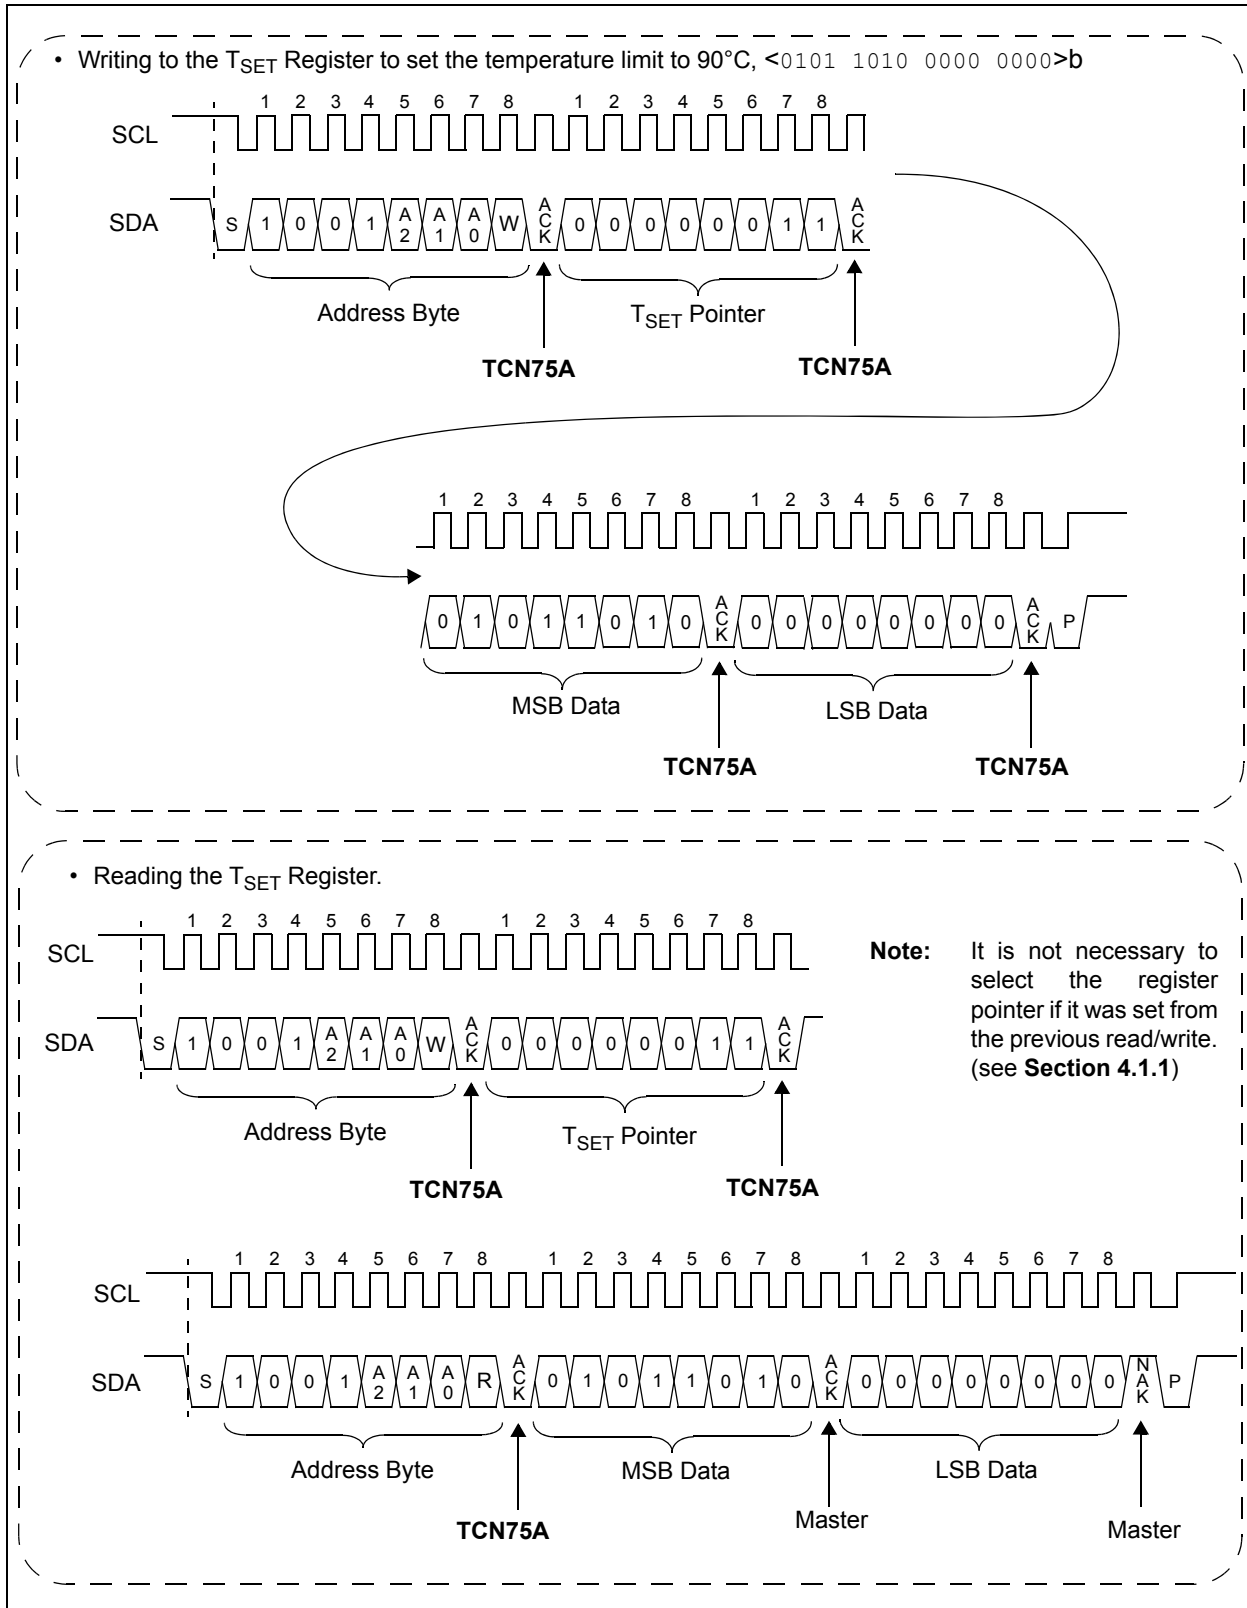 • Writing to the TSET Register to set the temperature limit to 90°C, <0101 1010 0000 0000>b
1 2 3 4 5 6 7 8 1 2 3 4 5 6 7 8
SCL
SDA S 1 0 0 1 A2 A1 A0 W ACK 0 0 0 0 0 0 1 1 ACK
Address Byte TSET Pointer
TCN75A TCN75A
1 2 3 4 5 6 7 8 1 2 3 4 5 6 7 8
0 1 0 1 1 0 1 0 ACK 0 0 0 0 0 0 0 0 ACK P
MSB Data LSB Data
TCN75A TCN75A
• Reading the TSET Register.
1 2 3 4 5 6 7 8 1 2 3 4 5 6 7 8
SCL
SDA S 1 0 0 1 A2 A1 A0 W ACK 0 0 0 0 0 0 1 1 ACK
Address Byte TSET Pointer
TCN75A TCN75A
Note: It is not necessary to
select the register
pointer if it was set from
the previous read/write.
(see Section 4.1.1)
1 2 3 4 5 6 7 8 1 2 3 4 5 6 7 8 1 2 3 4 5 6 7 8
SCL
SDA S 1 0 0 1 A2 A1 A0 R ACK 0 1 0 1 1 0 1 0 ACK 0 0 0 0 0 0 0 0 NAK P
Address Byte MSB Data LSB Data
TCN75A Master Master